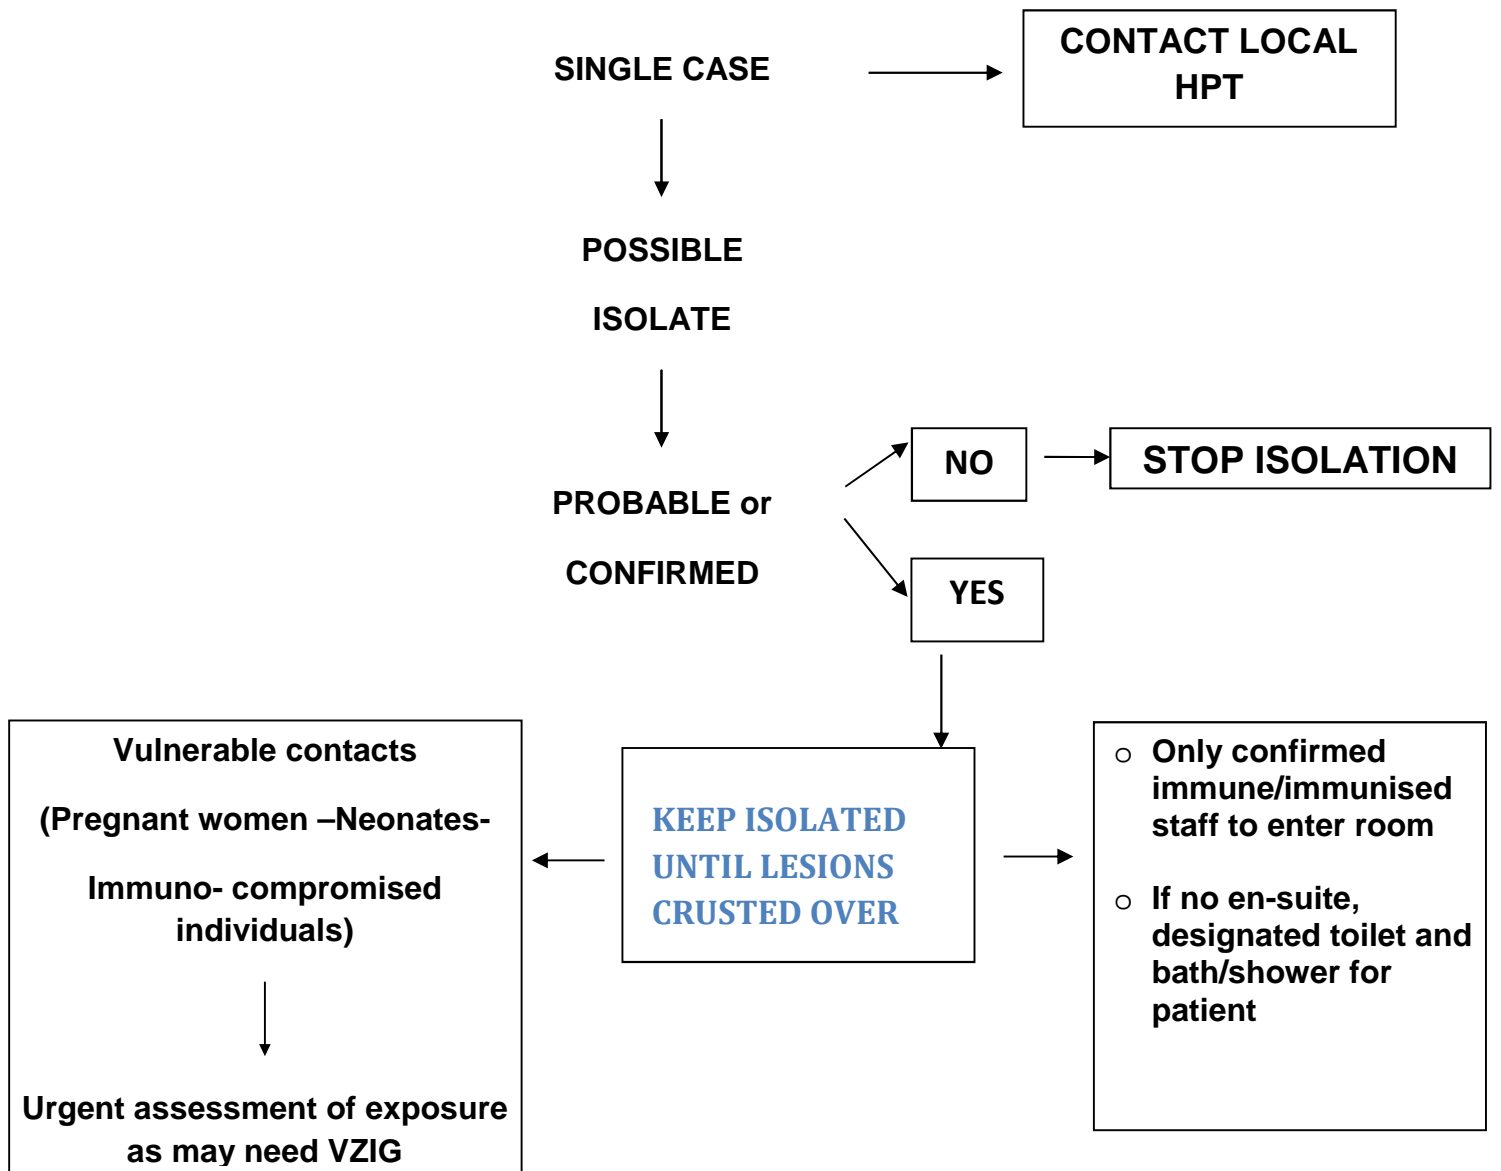 SINGLE CASE
CONTACT LOCAL
HPT
POSSIBLE
ISOLATE
PROBABLE or
CONFIRMED
NO
STOP ISOLATION
YES
Vulnerable contacts
(Pregnant women –Neonates-
Immuno- compromised
individuals)
Urgent assessment of exposure
as may need VZIG
KEEP ISOLATED
UNTIL LESIONS
CRUSTED OVER
o Only confirmed
immune/immunised
staff to enter room
o If no en-suite,
designated toilet and
bath/shower for
patient